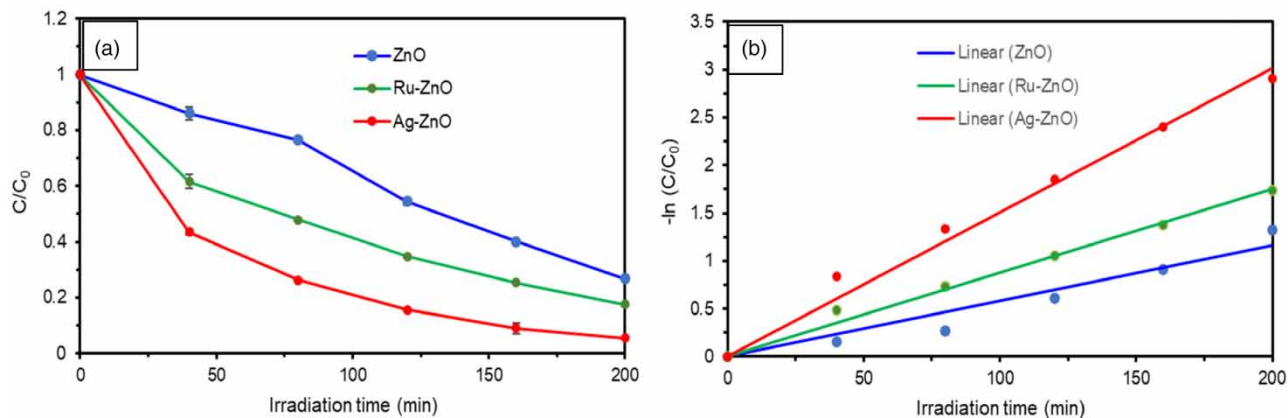 (a)
ZnO
Ru-ZnO
Ag-ZnO
1.2
1
0.8
0.6
0.4
0.2
0
C/C0
0 50 100 150 200
Irradiation time (min)
(b)
Linear (ZnO)
Linear (Ru-ZnO)
Linear (Ag-ZnO)
3.5
3
2.5
2
1.5
1
0.5
0
-ln (C/C0)
0 50 100 150 200
Irradiation time (min)